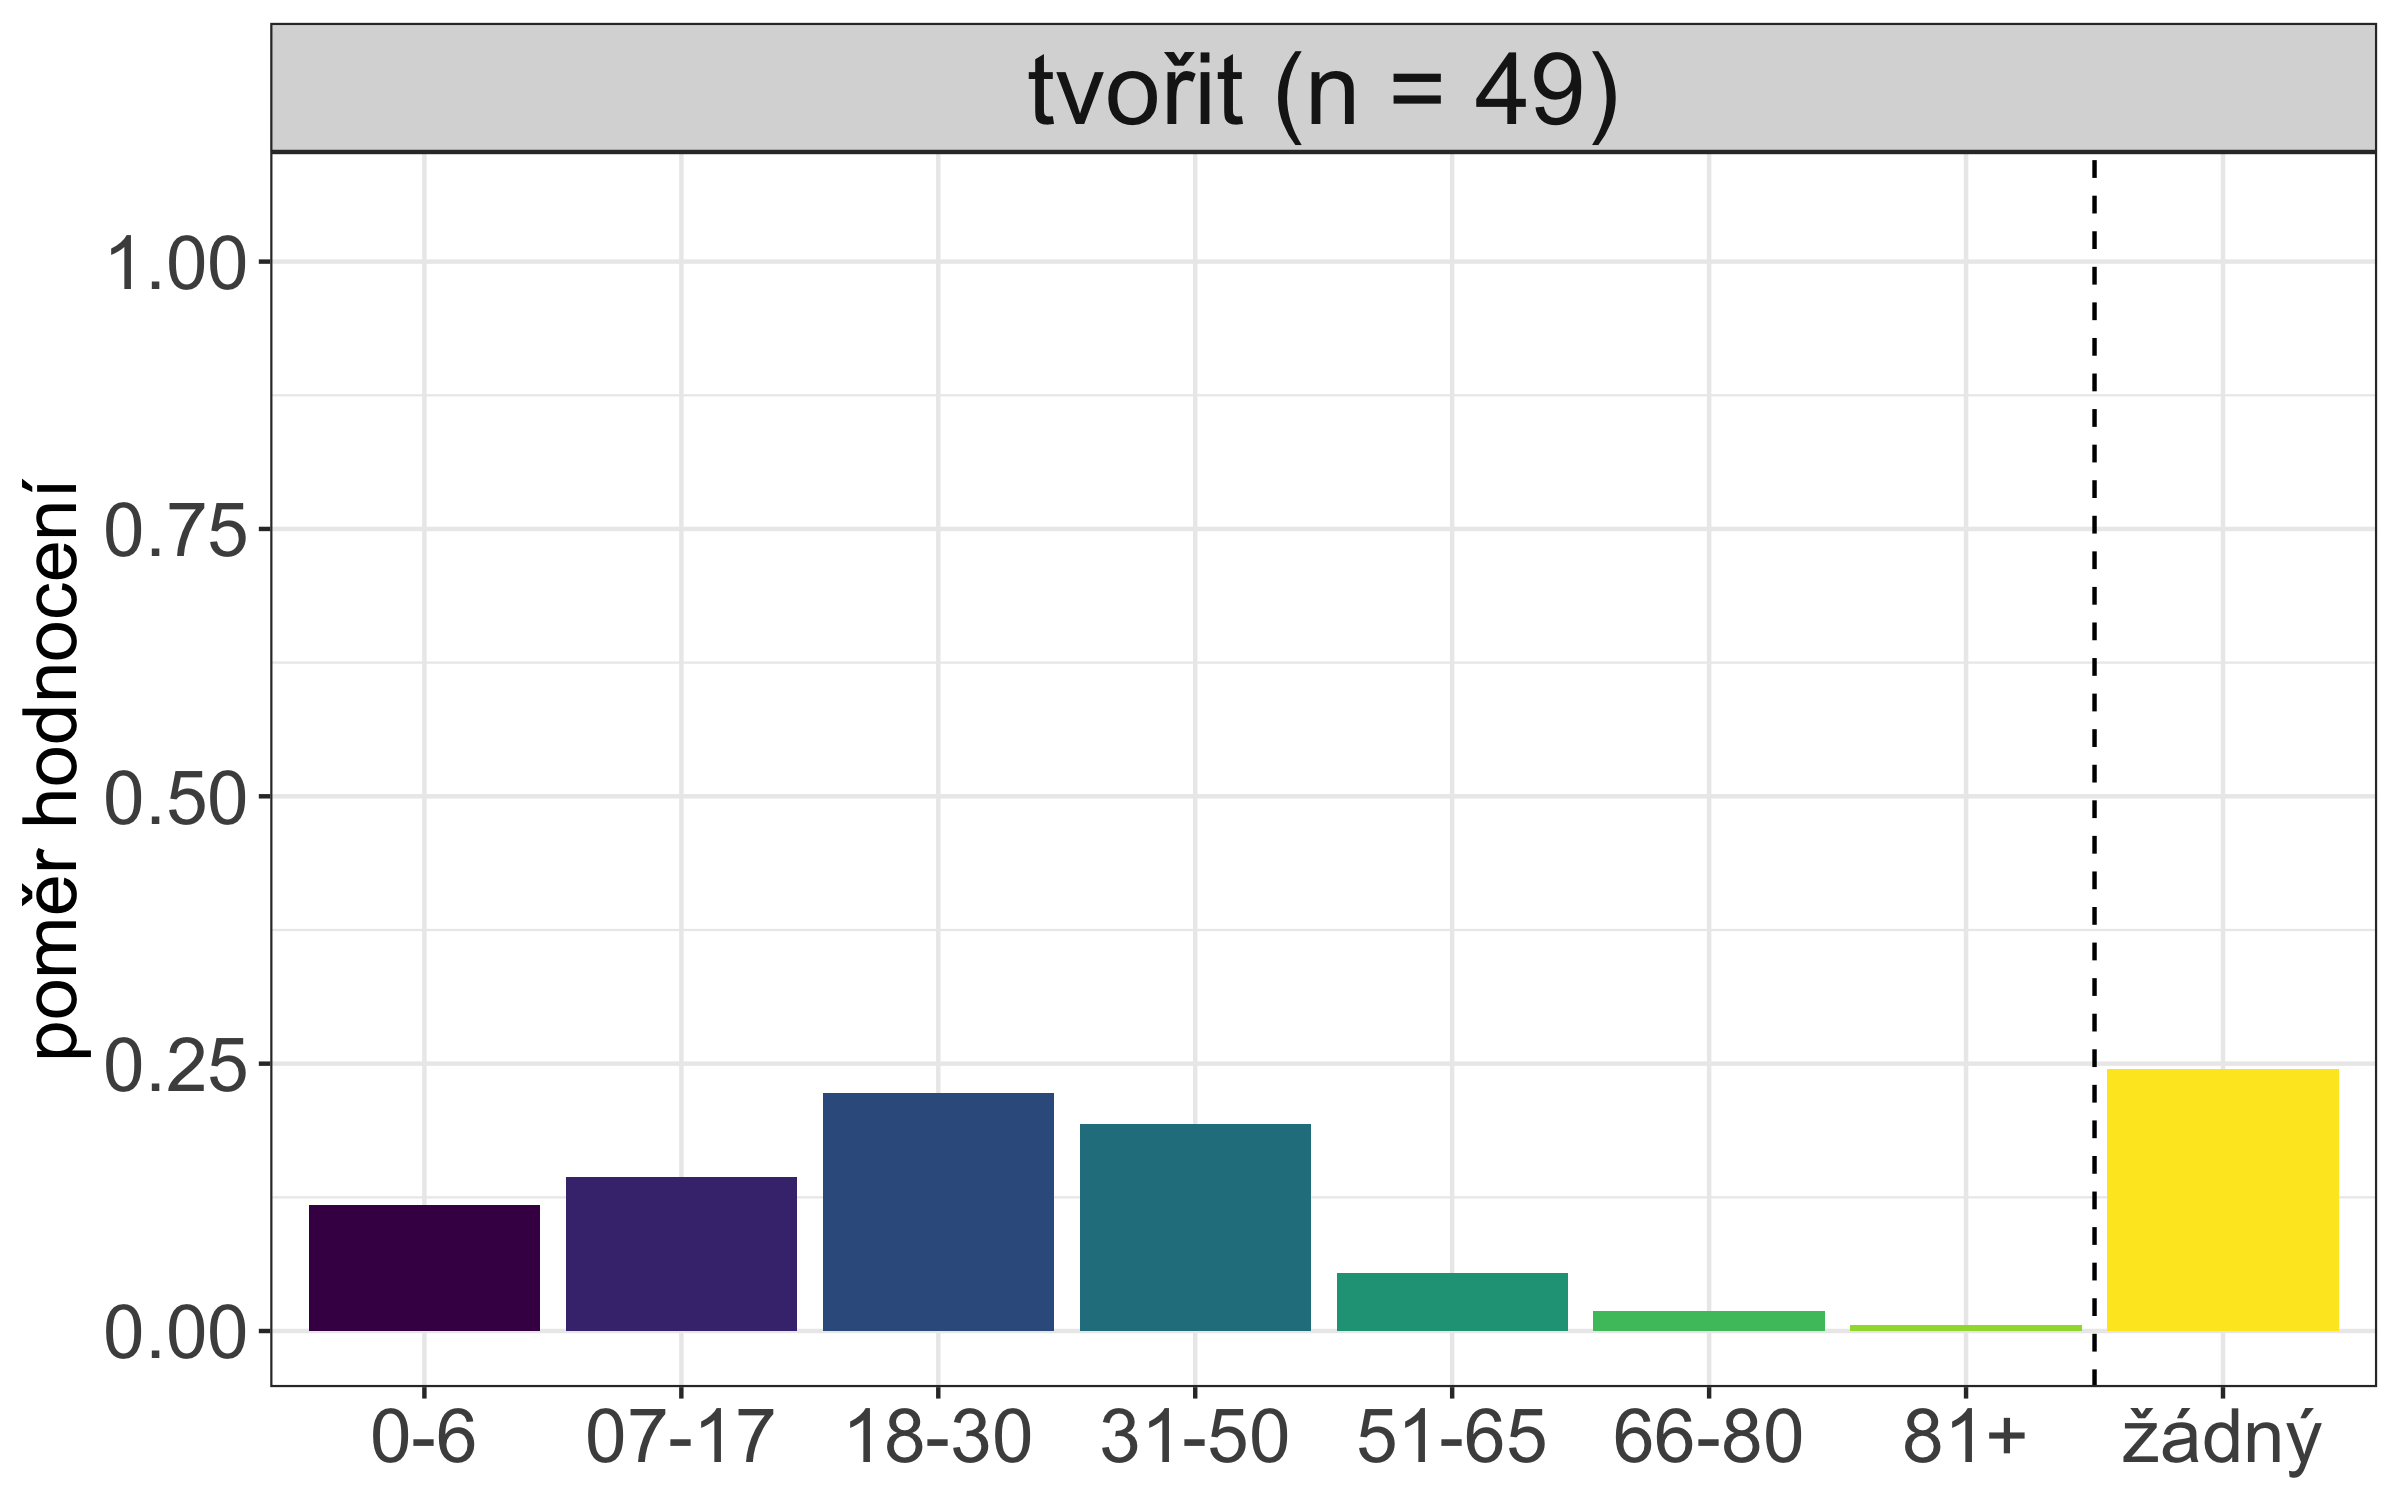 tvořit (n = 49)
poměr hodnocení
1.00
0.75
0.50
0.25
0.00
0-6 07-17 18-30 31-50 51-65 66-80 81+ žádný